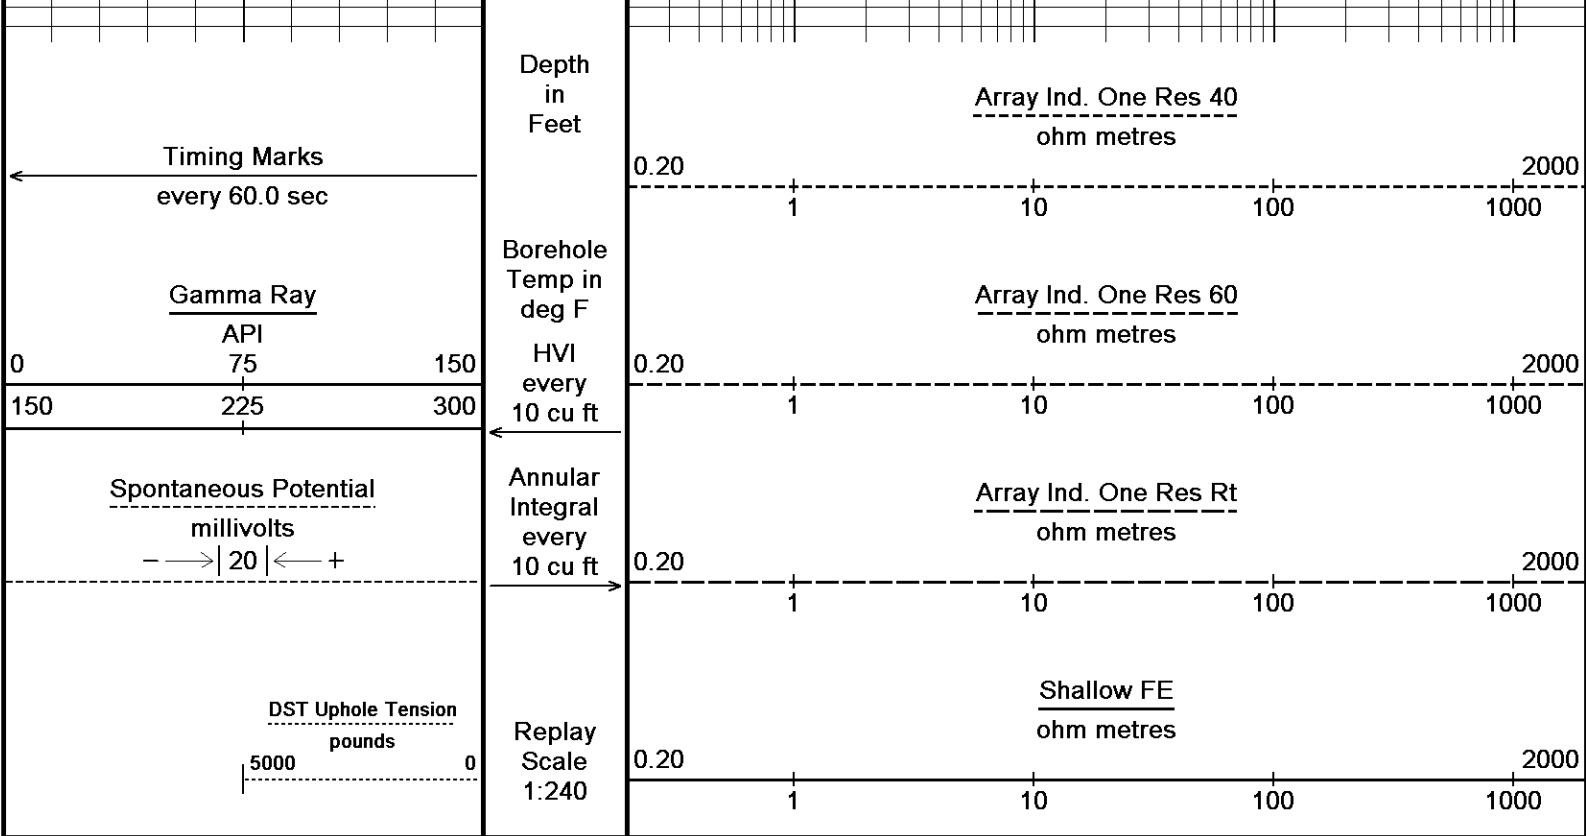 Timing Marks
every 60.0 sec
Gamma Ray
API
0 75 150
150 225 300
Spontaneous Potential
millivolts
− 20 +
DST Uphole Tension
pounds
5000 0
Depth
in
Feet
Borehole
Temp in
deg F
HVI
every
10 cu ft
Annular
Integral
every
10 cu ft
Replay
Scale
1:240
Array Ind. One Res 40
ohm metres
0.20 2000
1 10 100 1000
Array Ind. One Res 60
ohm metres
0.20 2000
1 10 100 1000
Array Ind. One Res Rt
ohm metres
0.20 2000
1 10 100 1000
Shallow FE
ohm metres
0.20 2000
1 10 100 1000